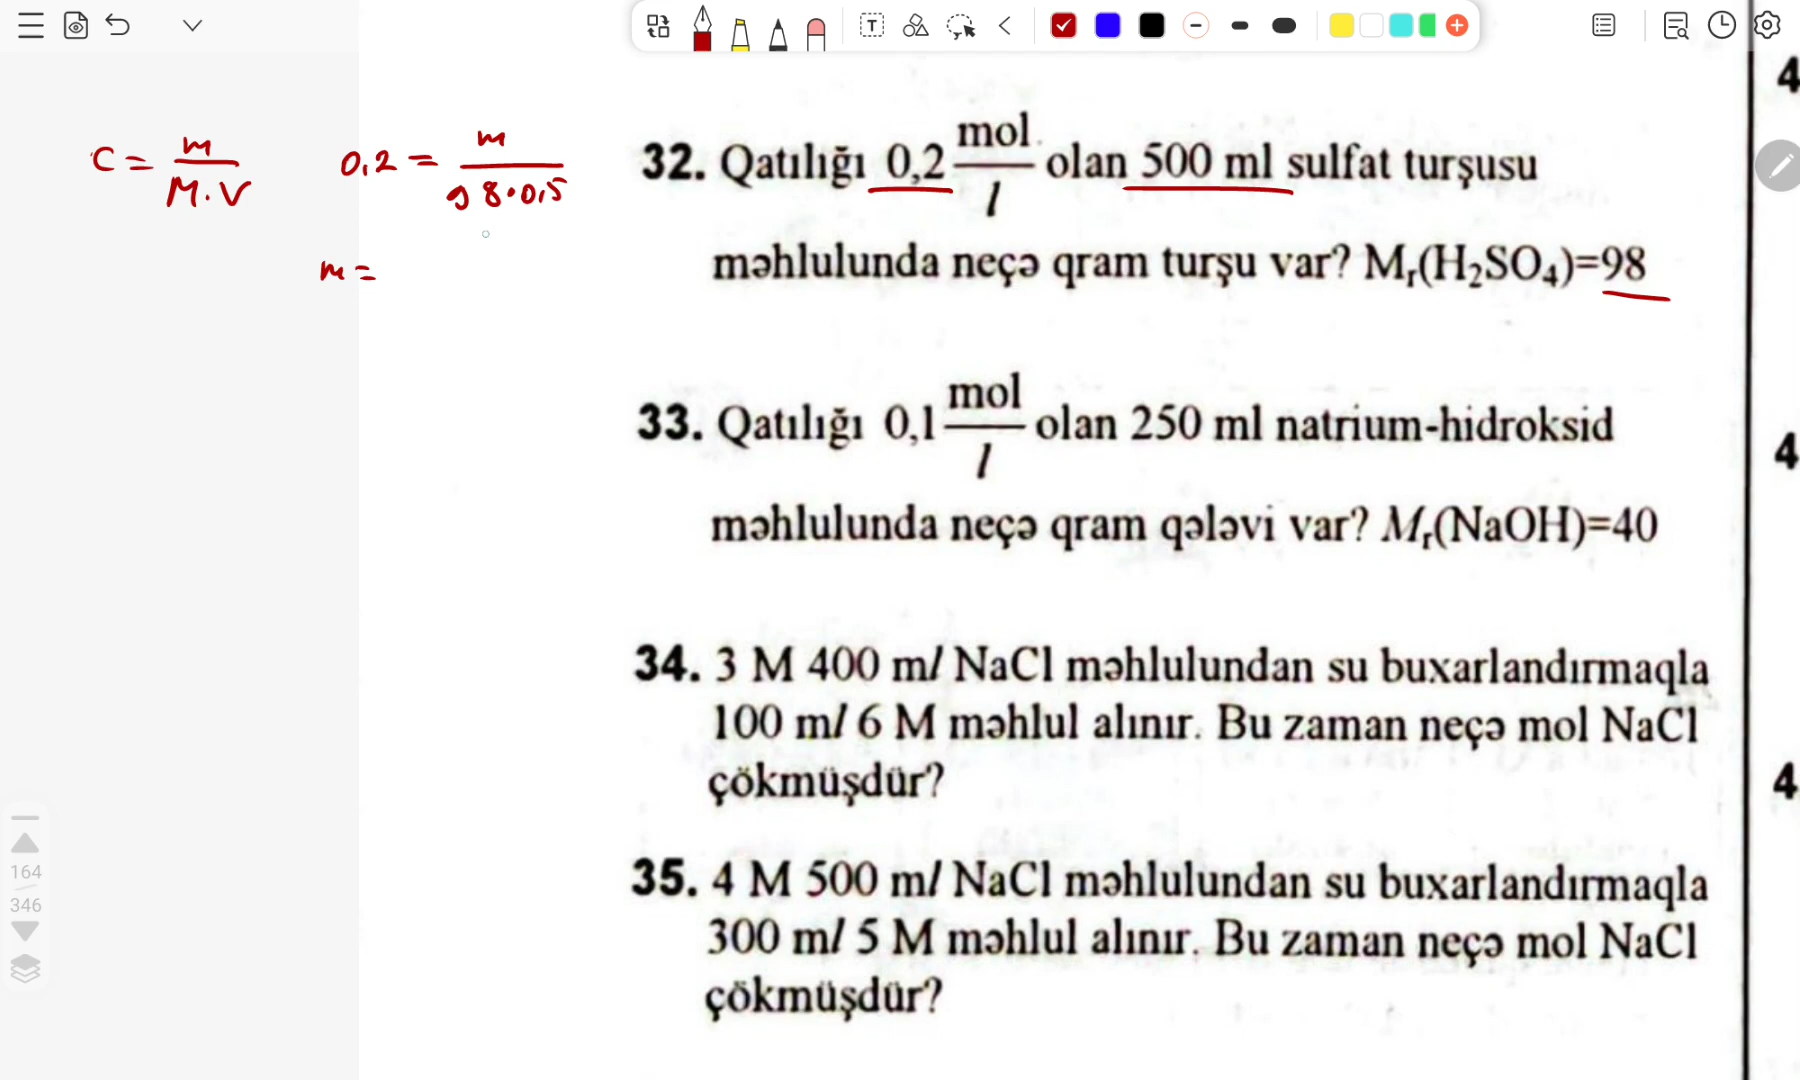 C = m / M.V
0,2 = m / 98.0,5
m =
32. Qatılığı 0,2 mol/l olan 500 ml sulfat turşusu
məhlulunda neçə qram turşu var? Mᵣ(H₂SO₄)=98
33. Qatılığı 0,1 mol/l olan 250 ml natrium-hidroksid
məhlulunda neçə qram qələvi var? Mᵣ(NaOH)=40
34. 3 M 400 ml NaCl məhlulundan su buxarlandırmaqla
100 ml 6 M məhlul alınır. Bu zaman neçə mol NaCl
çökmüşdür?
35. 4 M 500 ml NaCl məhlulundan su buxarlandırmaqla
300 ml 5 M məhlul alınır. Bu zaman neçə mol NaCl
çökmüşdür?
4
4
4
164
346
T